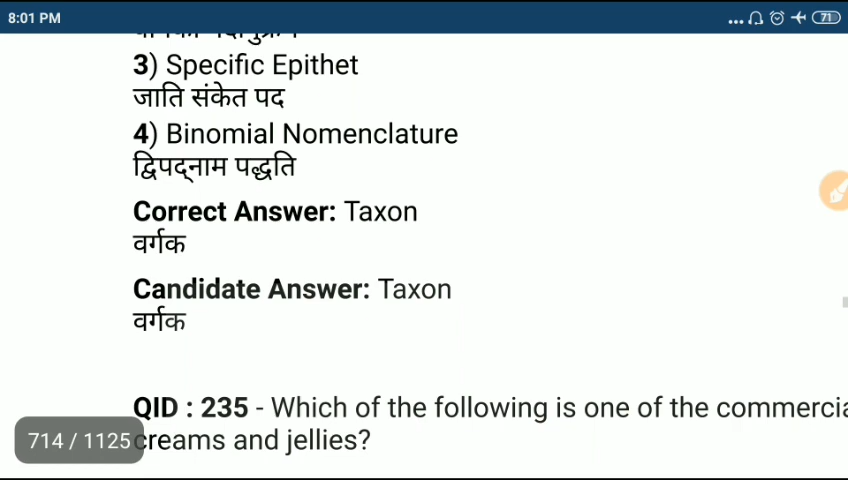 8:01 PM
71
3) Specific Epithet
जाति संकेत पद
4) Binomial Nomenclature
द्विपद्नाम पद्धति
Correct Answer: Taxon
वर्गक
Candidate Answer: Taxon
वर्गक
QID : 235 - Which of the following is one of the commercia
creams and jellies?
714 / 1125